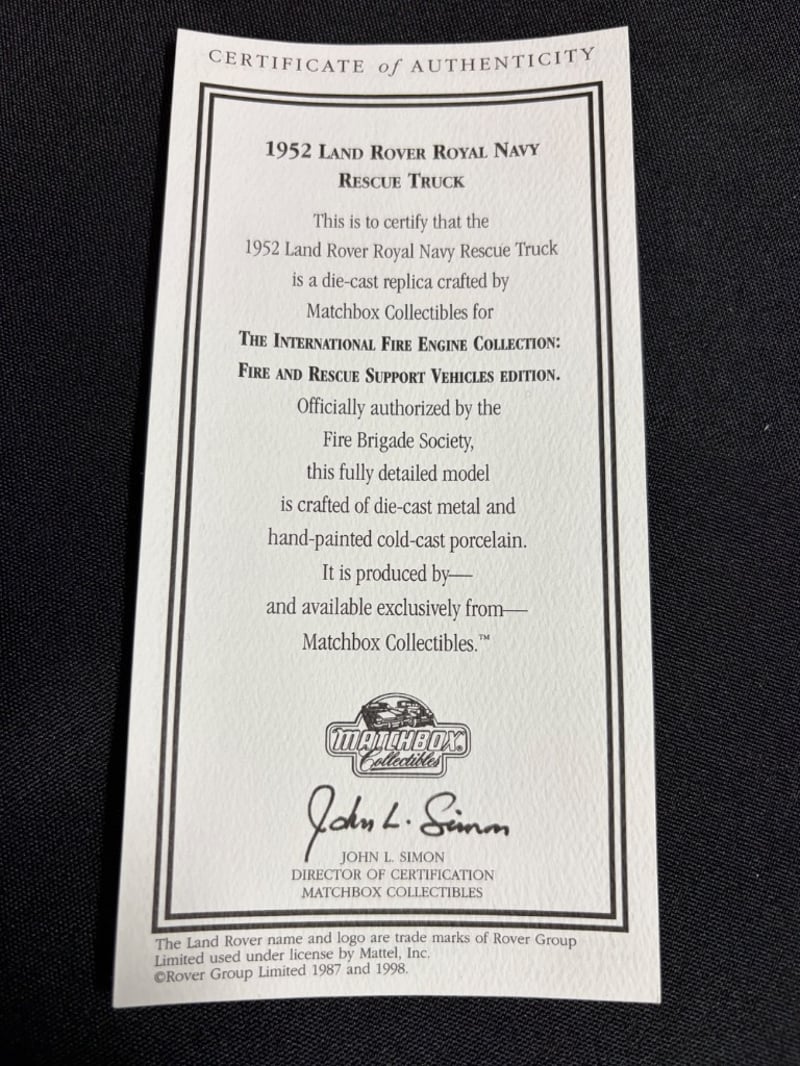 CERTIFICATE of AUTHENTICITY
1952 LAND ROVER ROYAL NAVY
RESCUE TRUCK
This is to certify that the
1952 Land Rover Royal Navy Rescue Truck
is a die-cast replica crafted by
Matchbox Collectibles for
THE INTERNATIONAL FIRE ENGINE COLLECTION:
FIRE AND RESCUE SUPPORT VEHICLES EDITION.
Officially authorized by the
Fire Brigade Society,
this fully detailed model
is crafted of die-cast metal and
hand-painted cold-cast porcelain.
It is produced by—
and available exclusively from—
Matchbox Collectibles.™
MATCHBOX®
Collectibles
John L. Simon
JOHN L. SIMON
DIRECTOR OF CERTIFICATION
MATCHBOX COLLECTIBLES
The Land Rover name and logo are trade marks of Rover Group
Limited used under license by Mattel, Inc.
©Rover Group Limited 1987 and 1998.